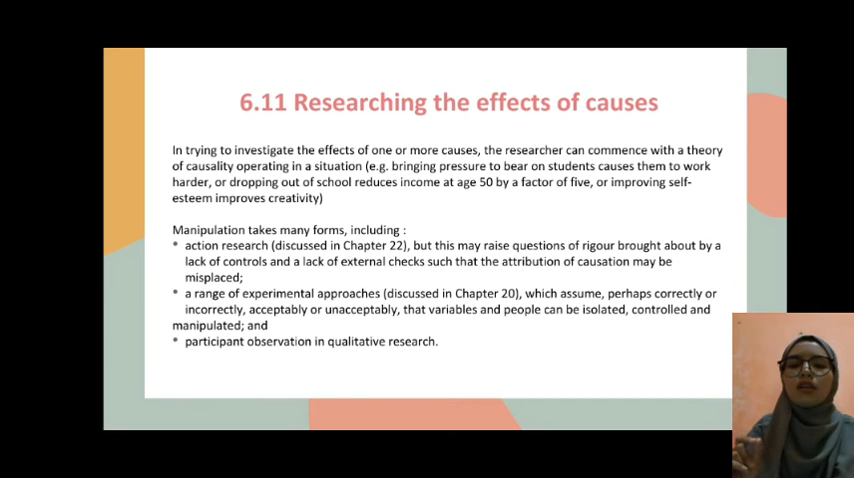 6.11 Researching the effects of causes
In trying to investigate the effects of one or more causes, the researcher can commence with a theory
of causality operating in a situation (e.g. bringing pressure to bear on students causes them to work
harder, or dropping out of school reduces income at age 50 by a factor of five, or improving self-
esteem improves creativity)
Manipulation takes many forms, including :
• action research (discussed in Chapter 22), but this may raise questions of rigour brought about by a
lack of controls and a lack of external checks such that the attribution of causation may be
misplaced;
• a range of experimental approaches (discussed in Chapter 20), which assume, perhaps correctly or
incorrectly, acceptably or unacceptably, that variables and people can be isolated, controlled and
manipulated; and
• participant observation in qualitative research.